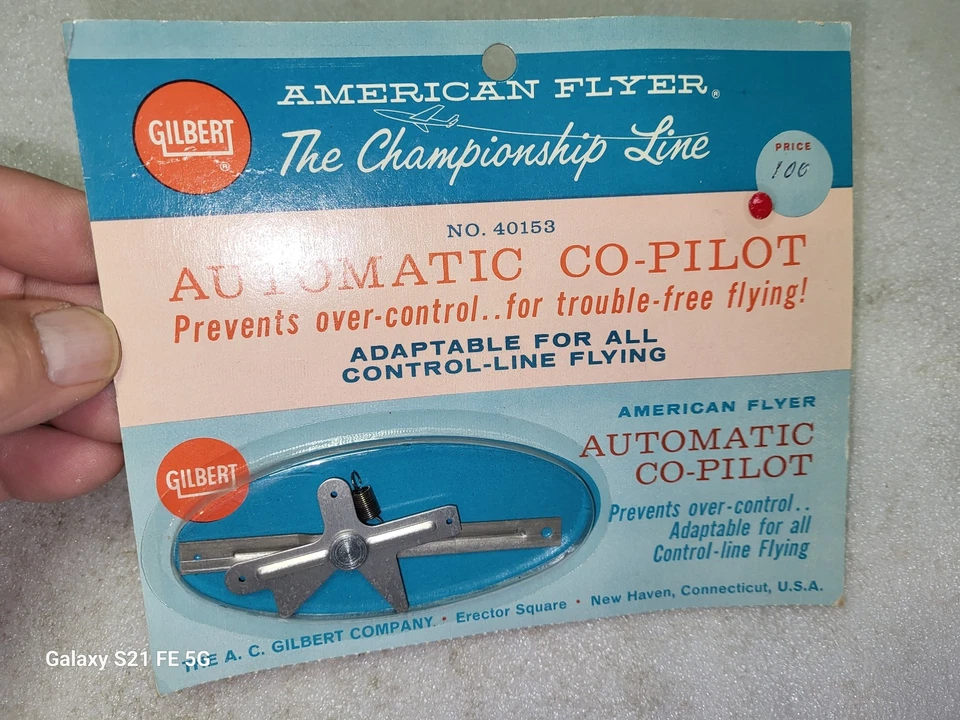 AMERICAN FLYER®
The Championship Line
GILBERT®
PRICE
100
NO. 40153
AUTOMATIC CO-PILOT
Prevents over-control..for trouble-free flying!
ADAPTABLE FOR ALL
CONTROL-LINE FLYING
AMERICAN FLYER
AUTOMATIC
CO-PILOT
GILBERT
Prevents over-control..
Adaptable for all
Control-line Flying
THE A. C. GILBERT COMPANY • Erector Square • New Haven, Connecticut, U.S.A.
Galaxy S21 FE 5G